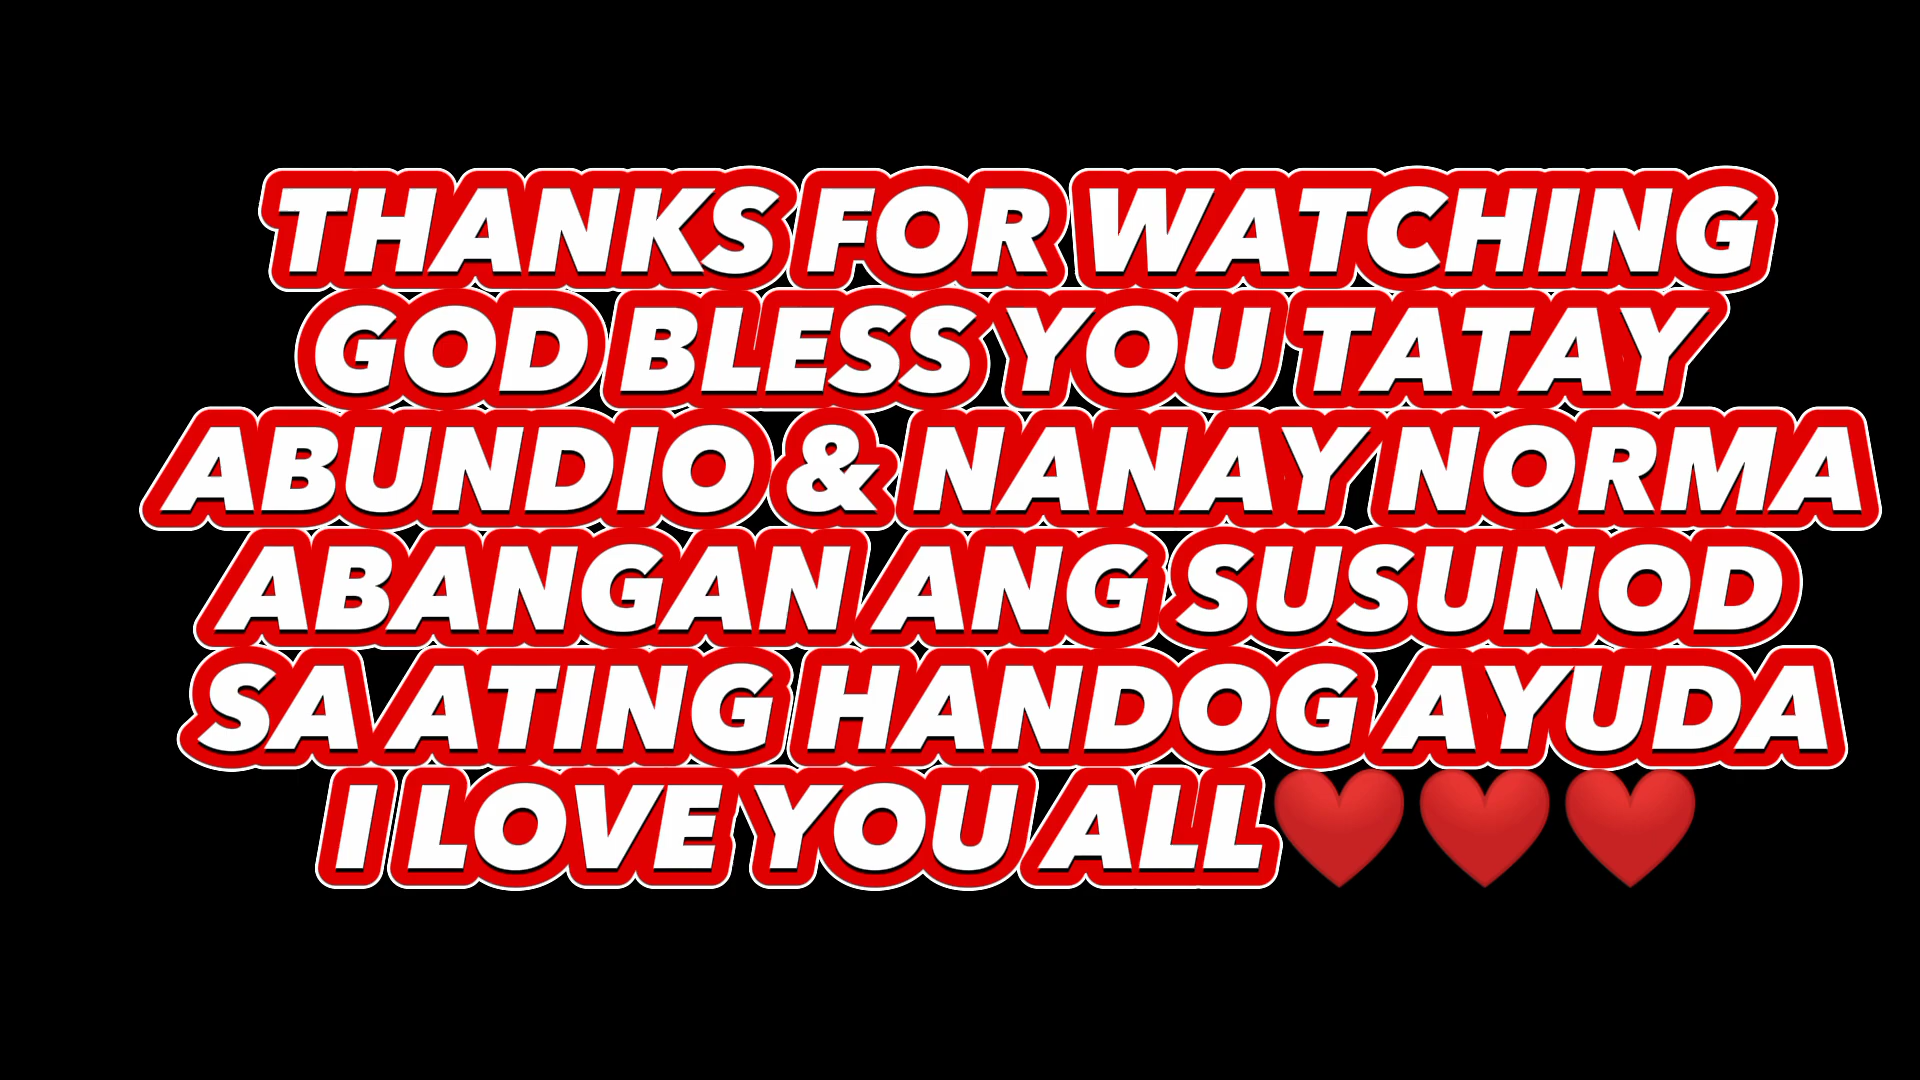 THANKS FOR WATCHING
GOD BLESS YOU TATAY
ABUNDIO & NANAY NORMA
ABANGAN ANG SUSUNOD
SA ATING HANDOG AYUDA
I LOVE YOU ALL❤️❤️❤️